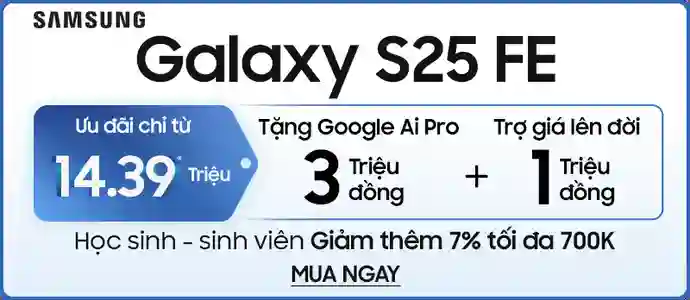 SAMSUNG
Galaxy S25 FE
Ưu đãi chỉ từ
14.39* Triệu
Tặng Google Ai Pro
3 Triệu đồng
+
Trợ giá lên đời
1 Triệu đồng
Học sinh - sinh viên Giảm thêm 7% tối đa 700K
MUA NGAY